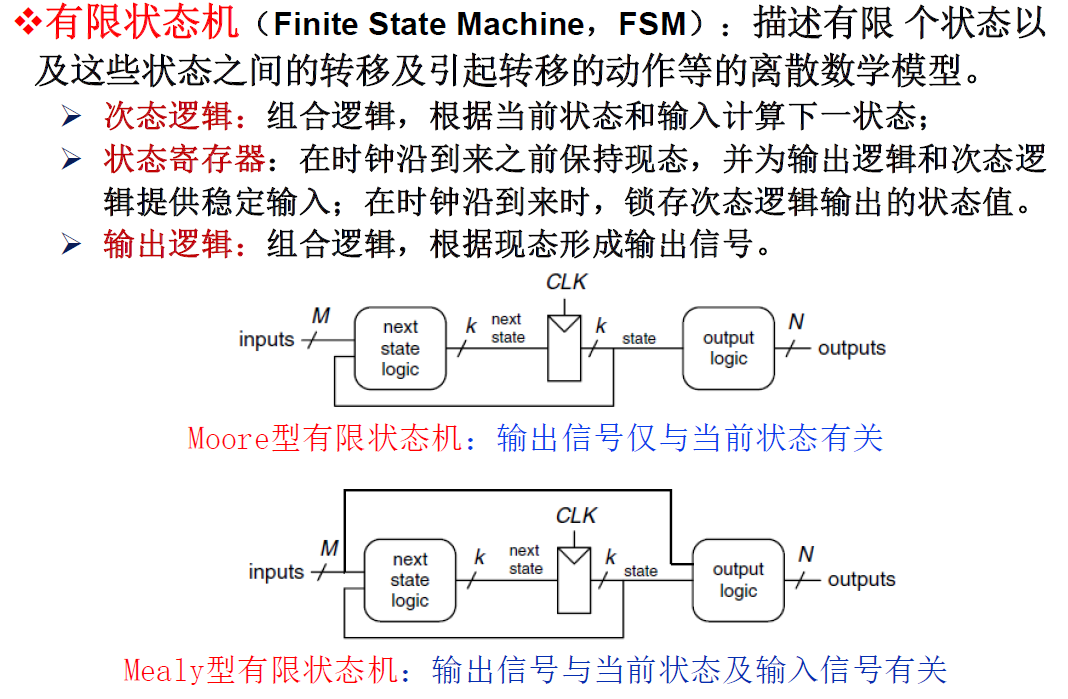 ❖有限状态机（Finite State Machine，FSM）：描述有限 个状态以
及这些状态之间的转移及引起转移的动作等的离散数学模型。
➢ 次态逻辑：组合逻辑，根据当前状态和输入计算下一状态；
➢ 状态寄存器：在时钟沿到来之前保持现态，并为输出逻辑和次态逻
辑提供稳定输入；在时钟沿到来时，锁存次态逻辑输出的状态值。
➢ 输出逻辑：组合逻辑，根据现态形成输出信号。
CLK
inputs M next state logic k next state k state output logic N outputs
Moore型有限状态机：输出信号仅与当前状态有关
CLK
inputs M next state logic k next state k state output logic N outputs
Mealy型有限状态机：输出信号与当前状态及输入信号有关